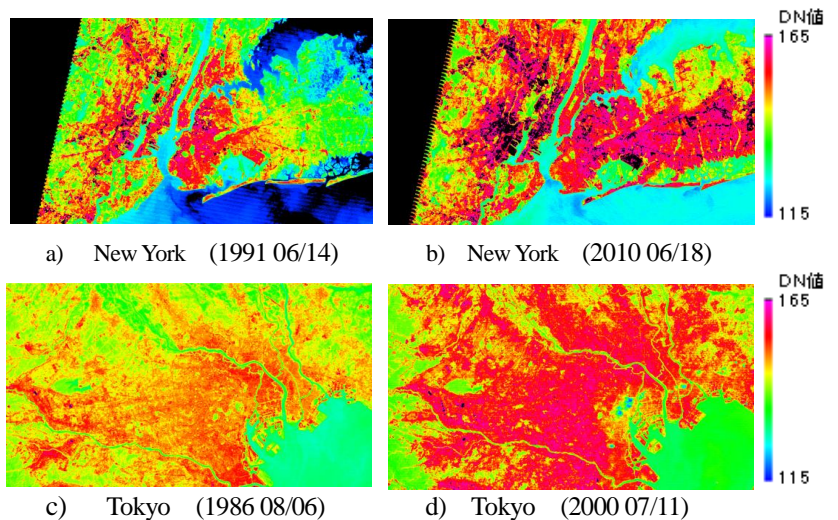 DN値
165
115
a) New York (1991 06/14)
b) New York (2010 06/18)
DN値
165
115
c) Tokyo (1986 08/06)
d) Tokyo (2000 07/11)